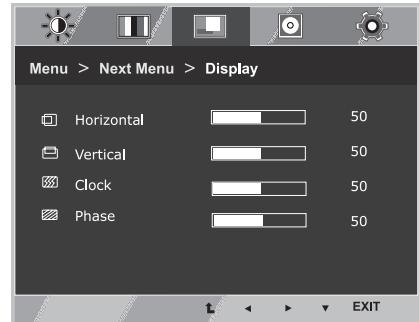 Menu > Next Menu > Display
Horizontal 50
Vertical 50
Clock 50
Phase 50
EXIT